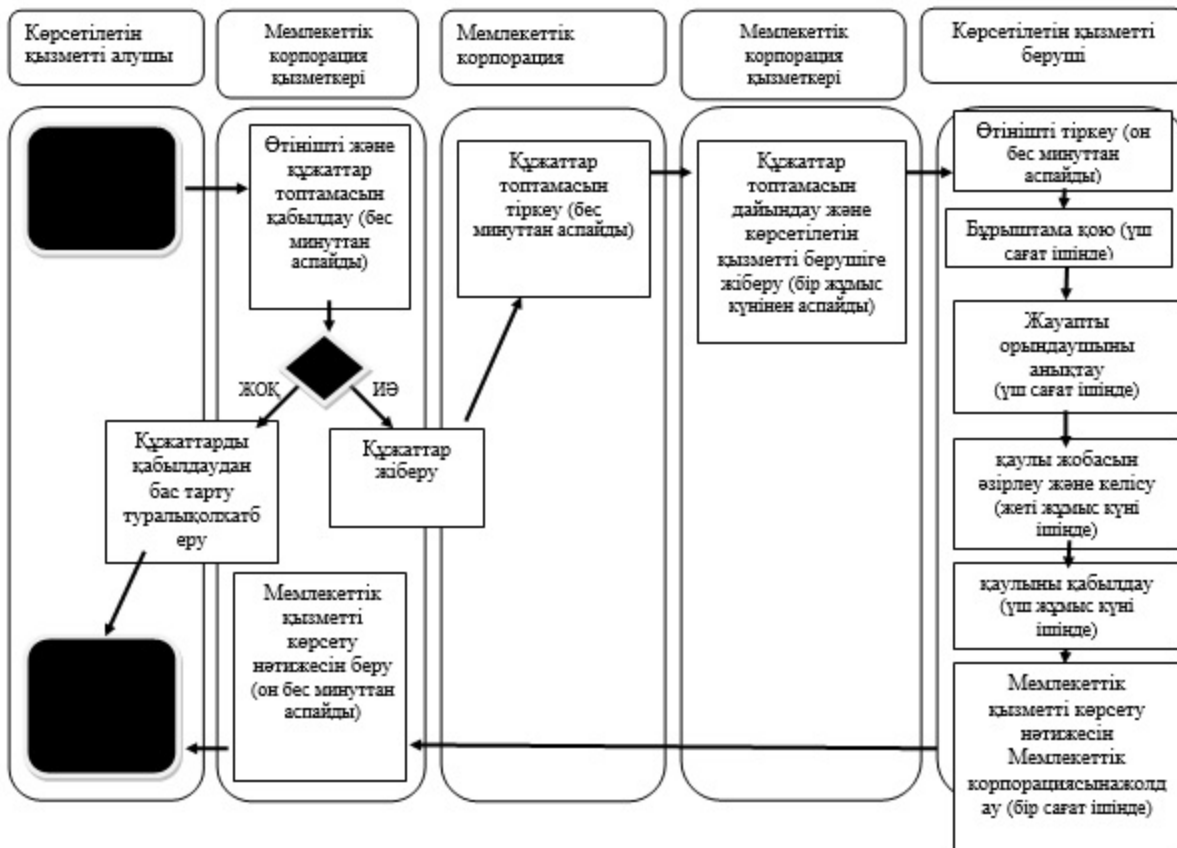 Көрсетілетін
қызметті алушы
Мемлекеттік
корпорация
қызметкері
Мемлекеттік
корпорация
Мемлекеттік
корпорация
қызметкері
Көрсетілетін қызметті
беруші
Өтінішті және
құжаттар
топтамасын
қабылдау (бес
минуттан
аспайды)
ЖОҚ
ИӘ
Құжаттарды
қабылдаудан
бас тарту
туралықолхатб
еру
Құжаттар
жіберу
Мемлекеттік
қызметті
көрсету
нәтижесін беру
(он бес минуттан
аспайды)
Құжаттар
топтамасын
тіркеу (бес
минуттан аспайды)
Құжаттар
топтамасын
дайындау және
көрсетілетін
қызметті берушіге
жіберу (бір жұмыс
күнінен аспайды)
Өтінішті тіркеу (он
бес минуттан
аспайды)
Бұрыштама қою (үш
сағат ішінде)
Жауапты
орындаушыны
анықтау
(үш сағат ішінде)
қаулы жобасын
әзірлеу және келісу
(жеті жұмыс күні
ішінде)
қаулыны қабылдау
(үш жұмыс күні
ішінде)
Мемлекеттік
қызметті көрсету
нәтижесін
Мемлекеттік
корпорациясынажолд
ау (бір сағат ішінде)